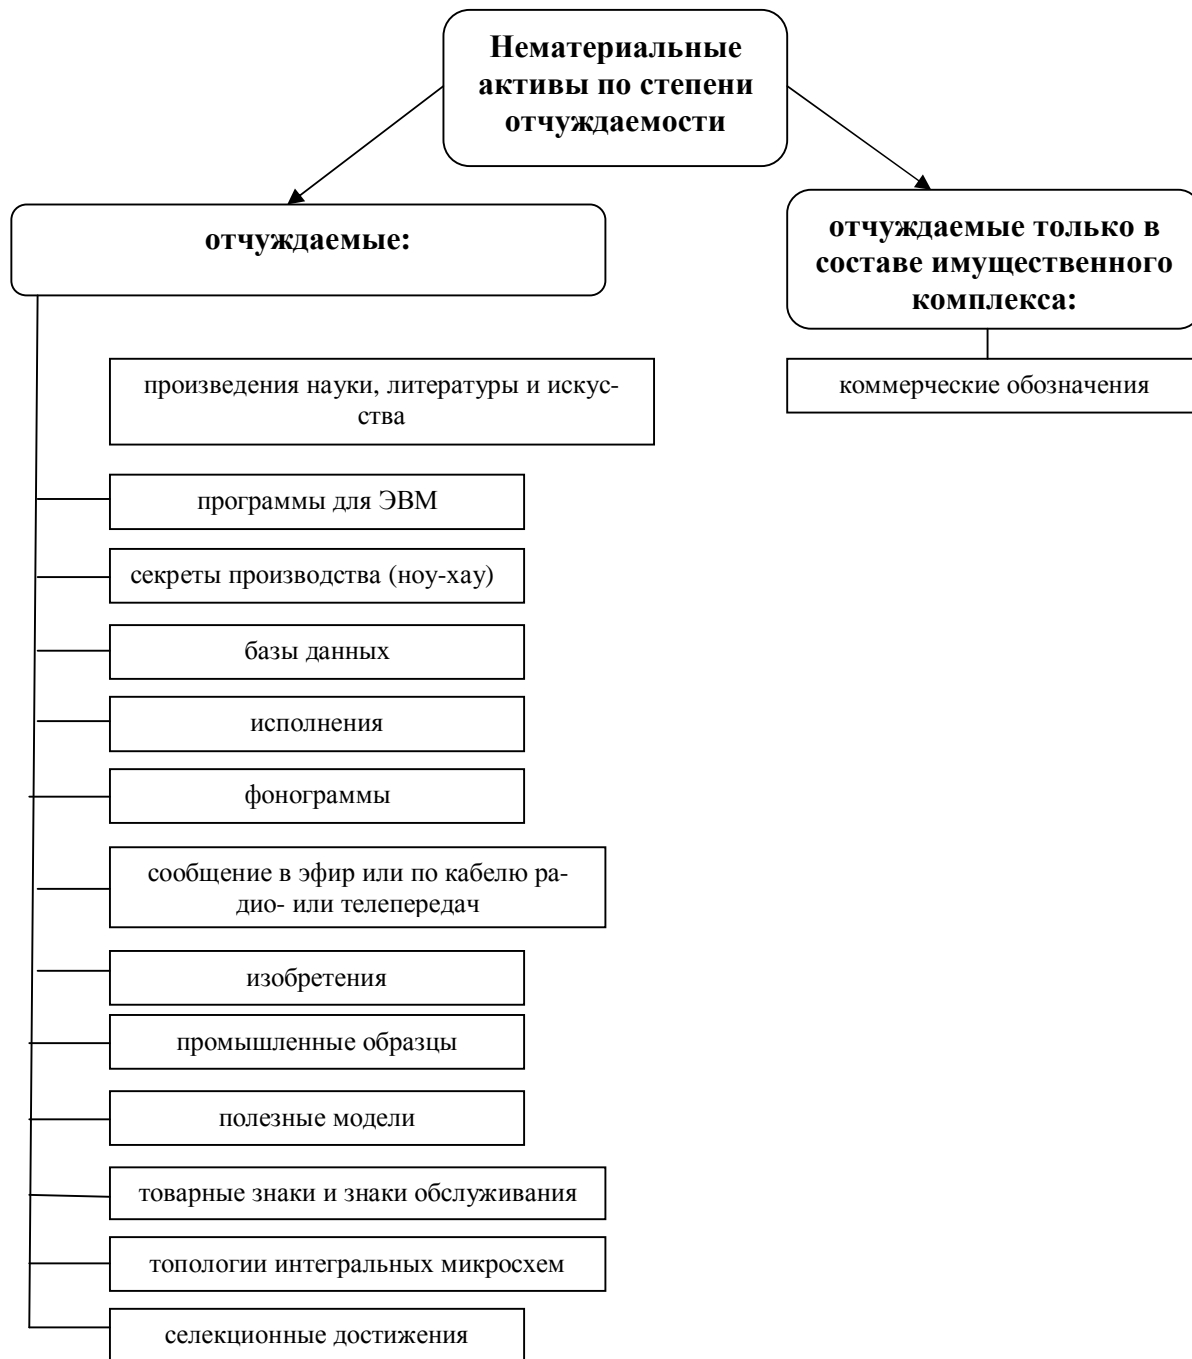 Нематериальные
активы по степени
отчуждаемости
отчуждаемые:
произведения науки, литературы и искус-
ства
программы для ЭВМ
секреты производства (ноу-хау)
базы данных
исполнения
фонограммы
сообщение в эфир или по кабелю ра-
дио- или телепередач
изобретения
промышленные образцы
полезные модели
товарные знаки и знаки обслуживания
топологии интегральных микросхем
селекционные достижения
отчуждаемые только в
составе имущественного
комплекса:
коммерческие обозначения